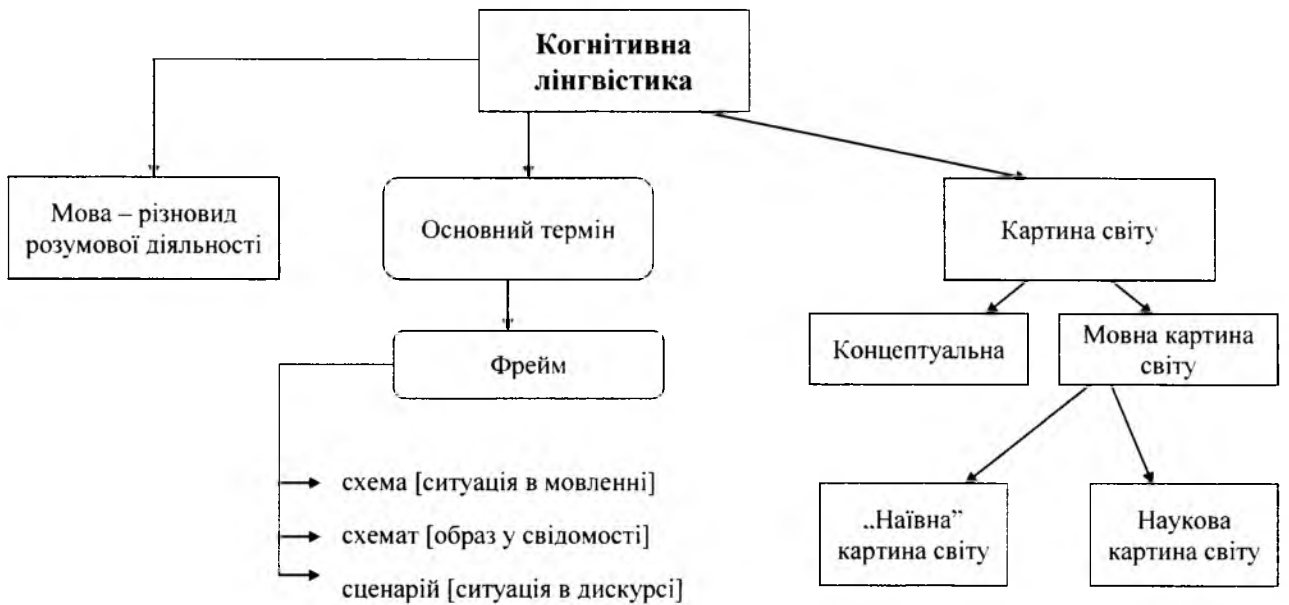 Когнітивна
лінгвістика
Мова – різновид
розумової діяльності
Основний термін
Картина світу
Фрейм
Концептуальна
Мовна картина
світу
схема [ситуація в мовленні]
схемат [образ у свідомості]
сценарій [ситуація в дискурсі]
„Наївна”
картина світу
Наукова
картина світу